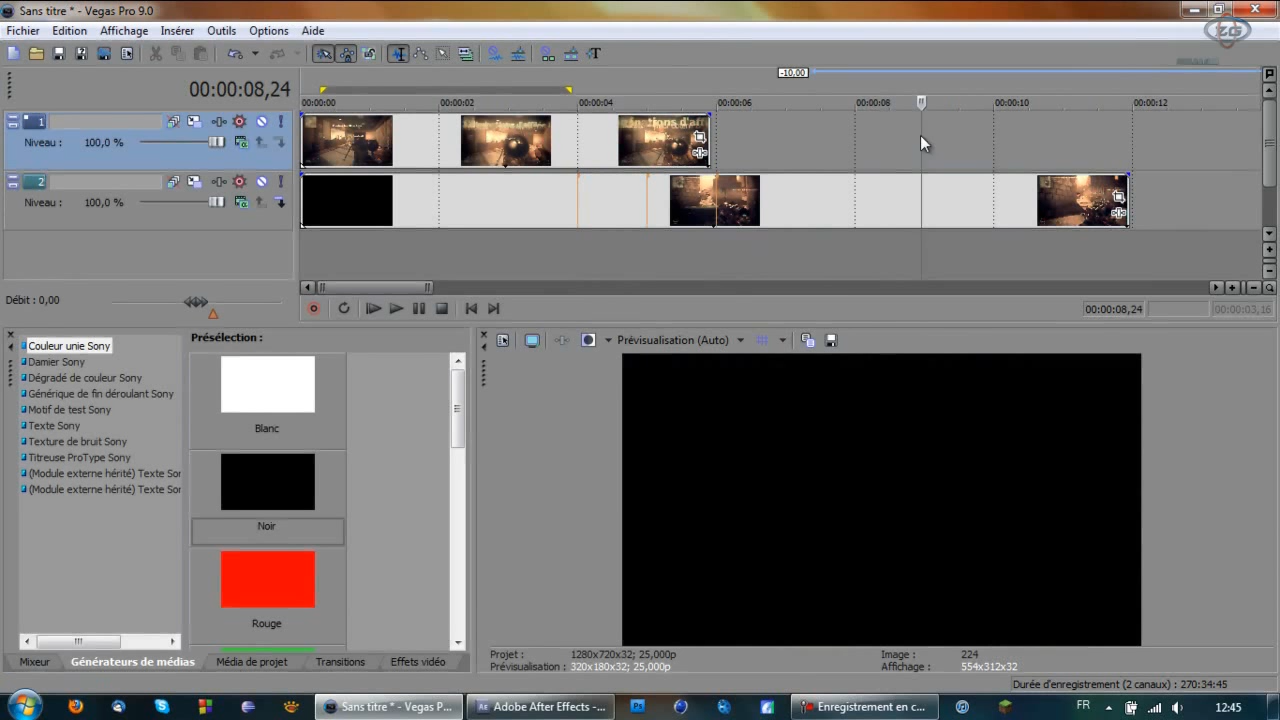 Sans titre * - Vegas Pro 9.0
Fichier Edition Affichage Insérer Outils Options Aide
-10,00
00:00:08,24
00:00:00 00:00:02 00:00:04 00:00:06 00:00:08 00:00:10 00:00:12
1
Niveau : 100,0 %
2
Niveau : 100,0 %
Débit : 0,00
00:00:08,24 00:00:03,16
Couleur unie Sony
Damier Sony
Dégradé de couleur Sony
Générique de fin déroulant Sony
Motif de test Sony
Texte Sony
Texture de bruit Sony
Titreuse ProType Sony
(Module externe hérité) Texte Sor
(Module externe hérité) Texte Sor
Présélection :
Blanc
Noir
Rouge
Prévisualisation (Auto)
Projet : 1280x720x32; 25,000p
Prévisualisation : 320x180x32; 25,000p
Image : 224
Affichage : 554x312x32
Mixeur Générateurs de médias Média de projet Transitions Effets vidéo
Durée d'enregistrement (2 canaux) : 270:34:45
Sans titre * - Vegas P...
Adobe After Effects -...
Enregistrement en c...
FR
12:45